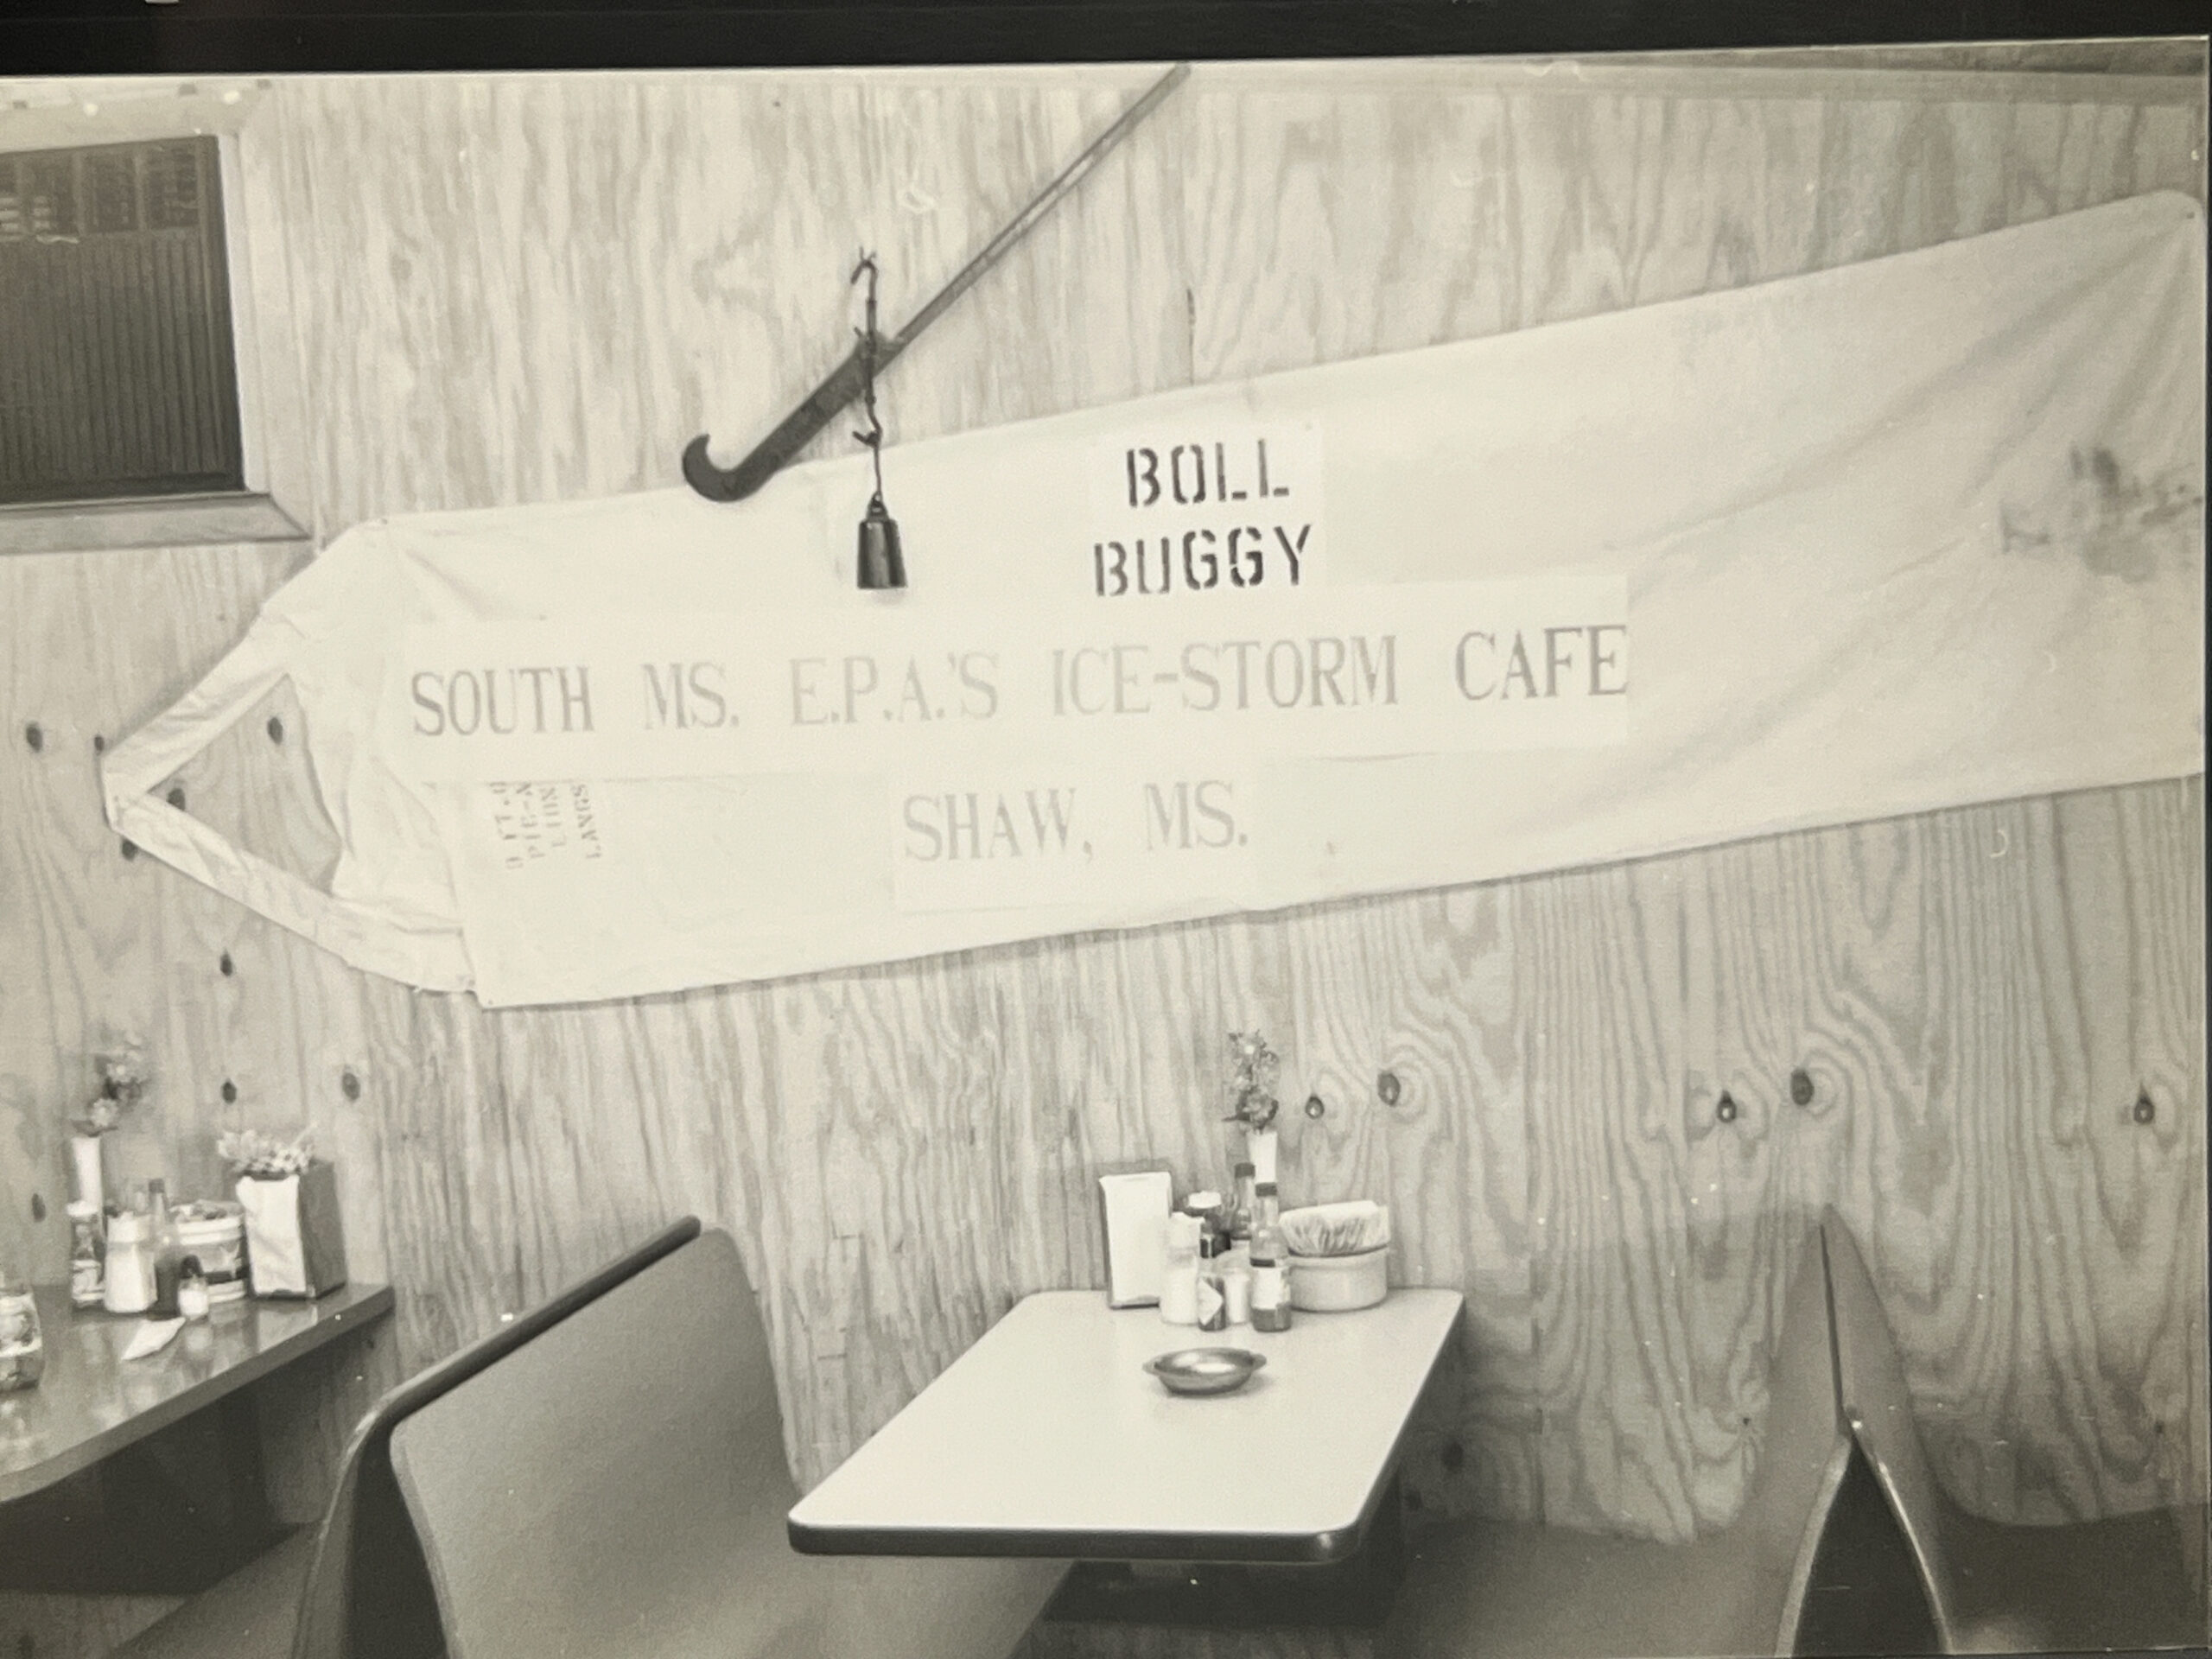 BOLL
BUGGY
SOUTH MS. E.P.A.'S ICE-STORM CAFE
SHAW, MS.